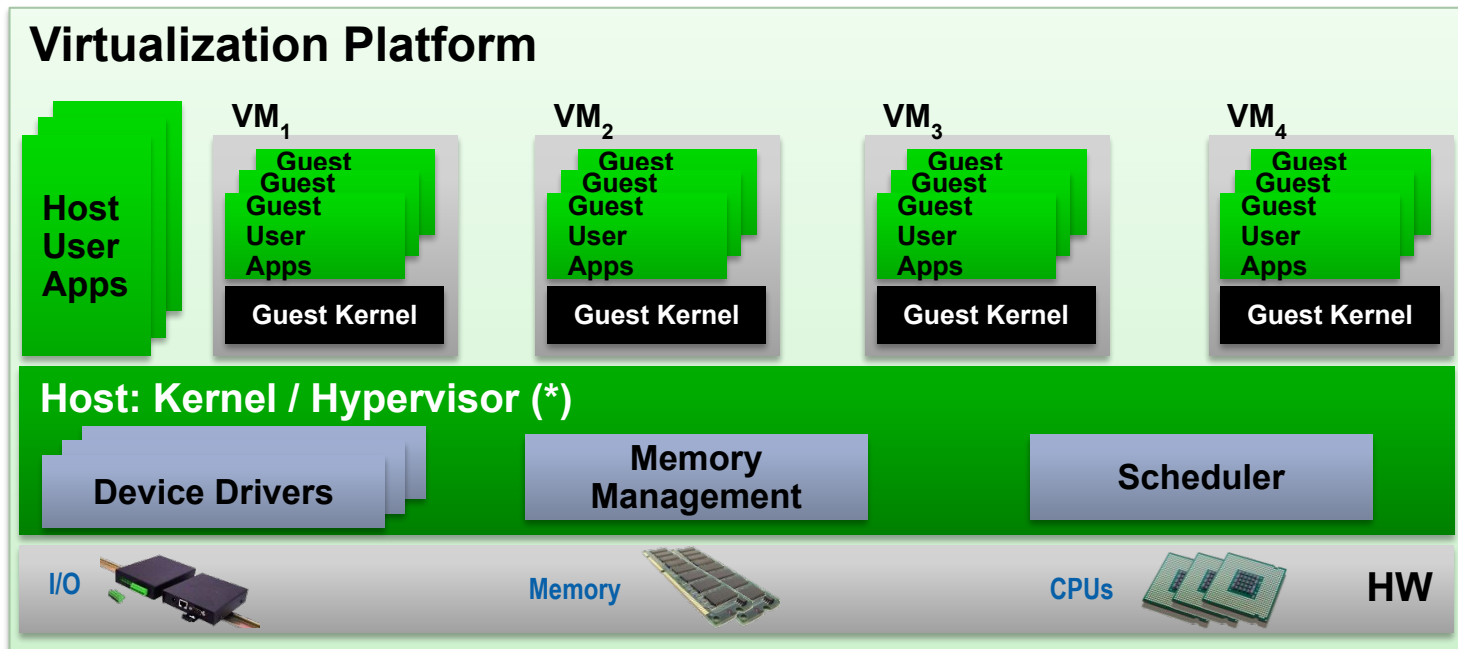 Virtualization Platform
Host
User
Apps
VM1
Guest
Guest
Guest
User
Apps
Guest Kernel
VM2
Guest
Guest
Guest
User
Apps
Guest Kernel
VM3
Guest
Guest
Guest
User
Apps
Guest Kernel
VM4
Guest
Guest
Guest
User
Apps
Guest Kernel
Host: Kernel / Hypervisor (*)
Device Drivers
Memory
Management
Scheduler
I/O
Memory
CPUs
HW